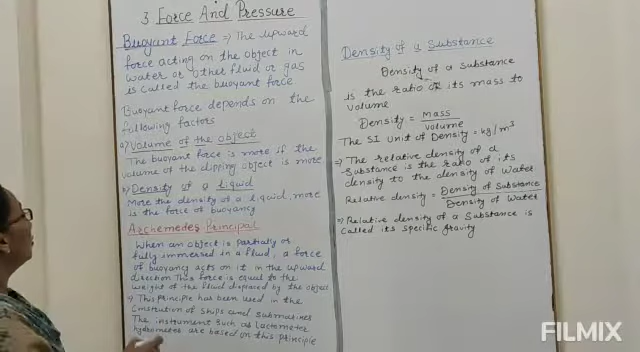 3 Force And Pressure
Buoyant Force ⇒ The upward
force acting on the object in
water or other fluid or gas
is called the buoyant force
Buoyant force depends on the
following factors
a) Volume of the object
The buoyant force is more if the
volume of the dipping object is more
b) Density of a liquid
More the density of a liquid, more
is the force of buoyancy
Archemedes Principal
When an object is partially or
fully immersed in a fluid, a force
of buoyancy acts on it in the upward
direction This force is equal to the
weight of the fluid displaced by the object
⇒ This principle has been used in the
of ships and submarines
The instrument such as lactometre
hydrometre are based on this principle
Density of a Substance
Density of a substance
is the ratio or its mass to
volume
Density = mass / volume
The SI unit of Density = kg/m³
⇒ The relative density of a
substance is the ratio of its
density to the density of water
Relative density = Density of Substance / Density of water
⇒ Relative density of a substance is
called its specific gravity
FILMIX